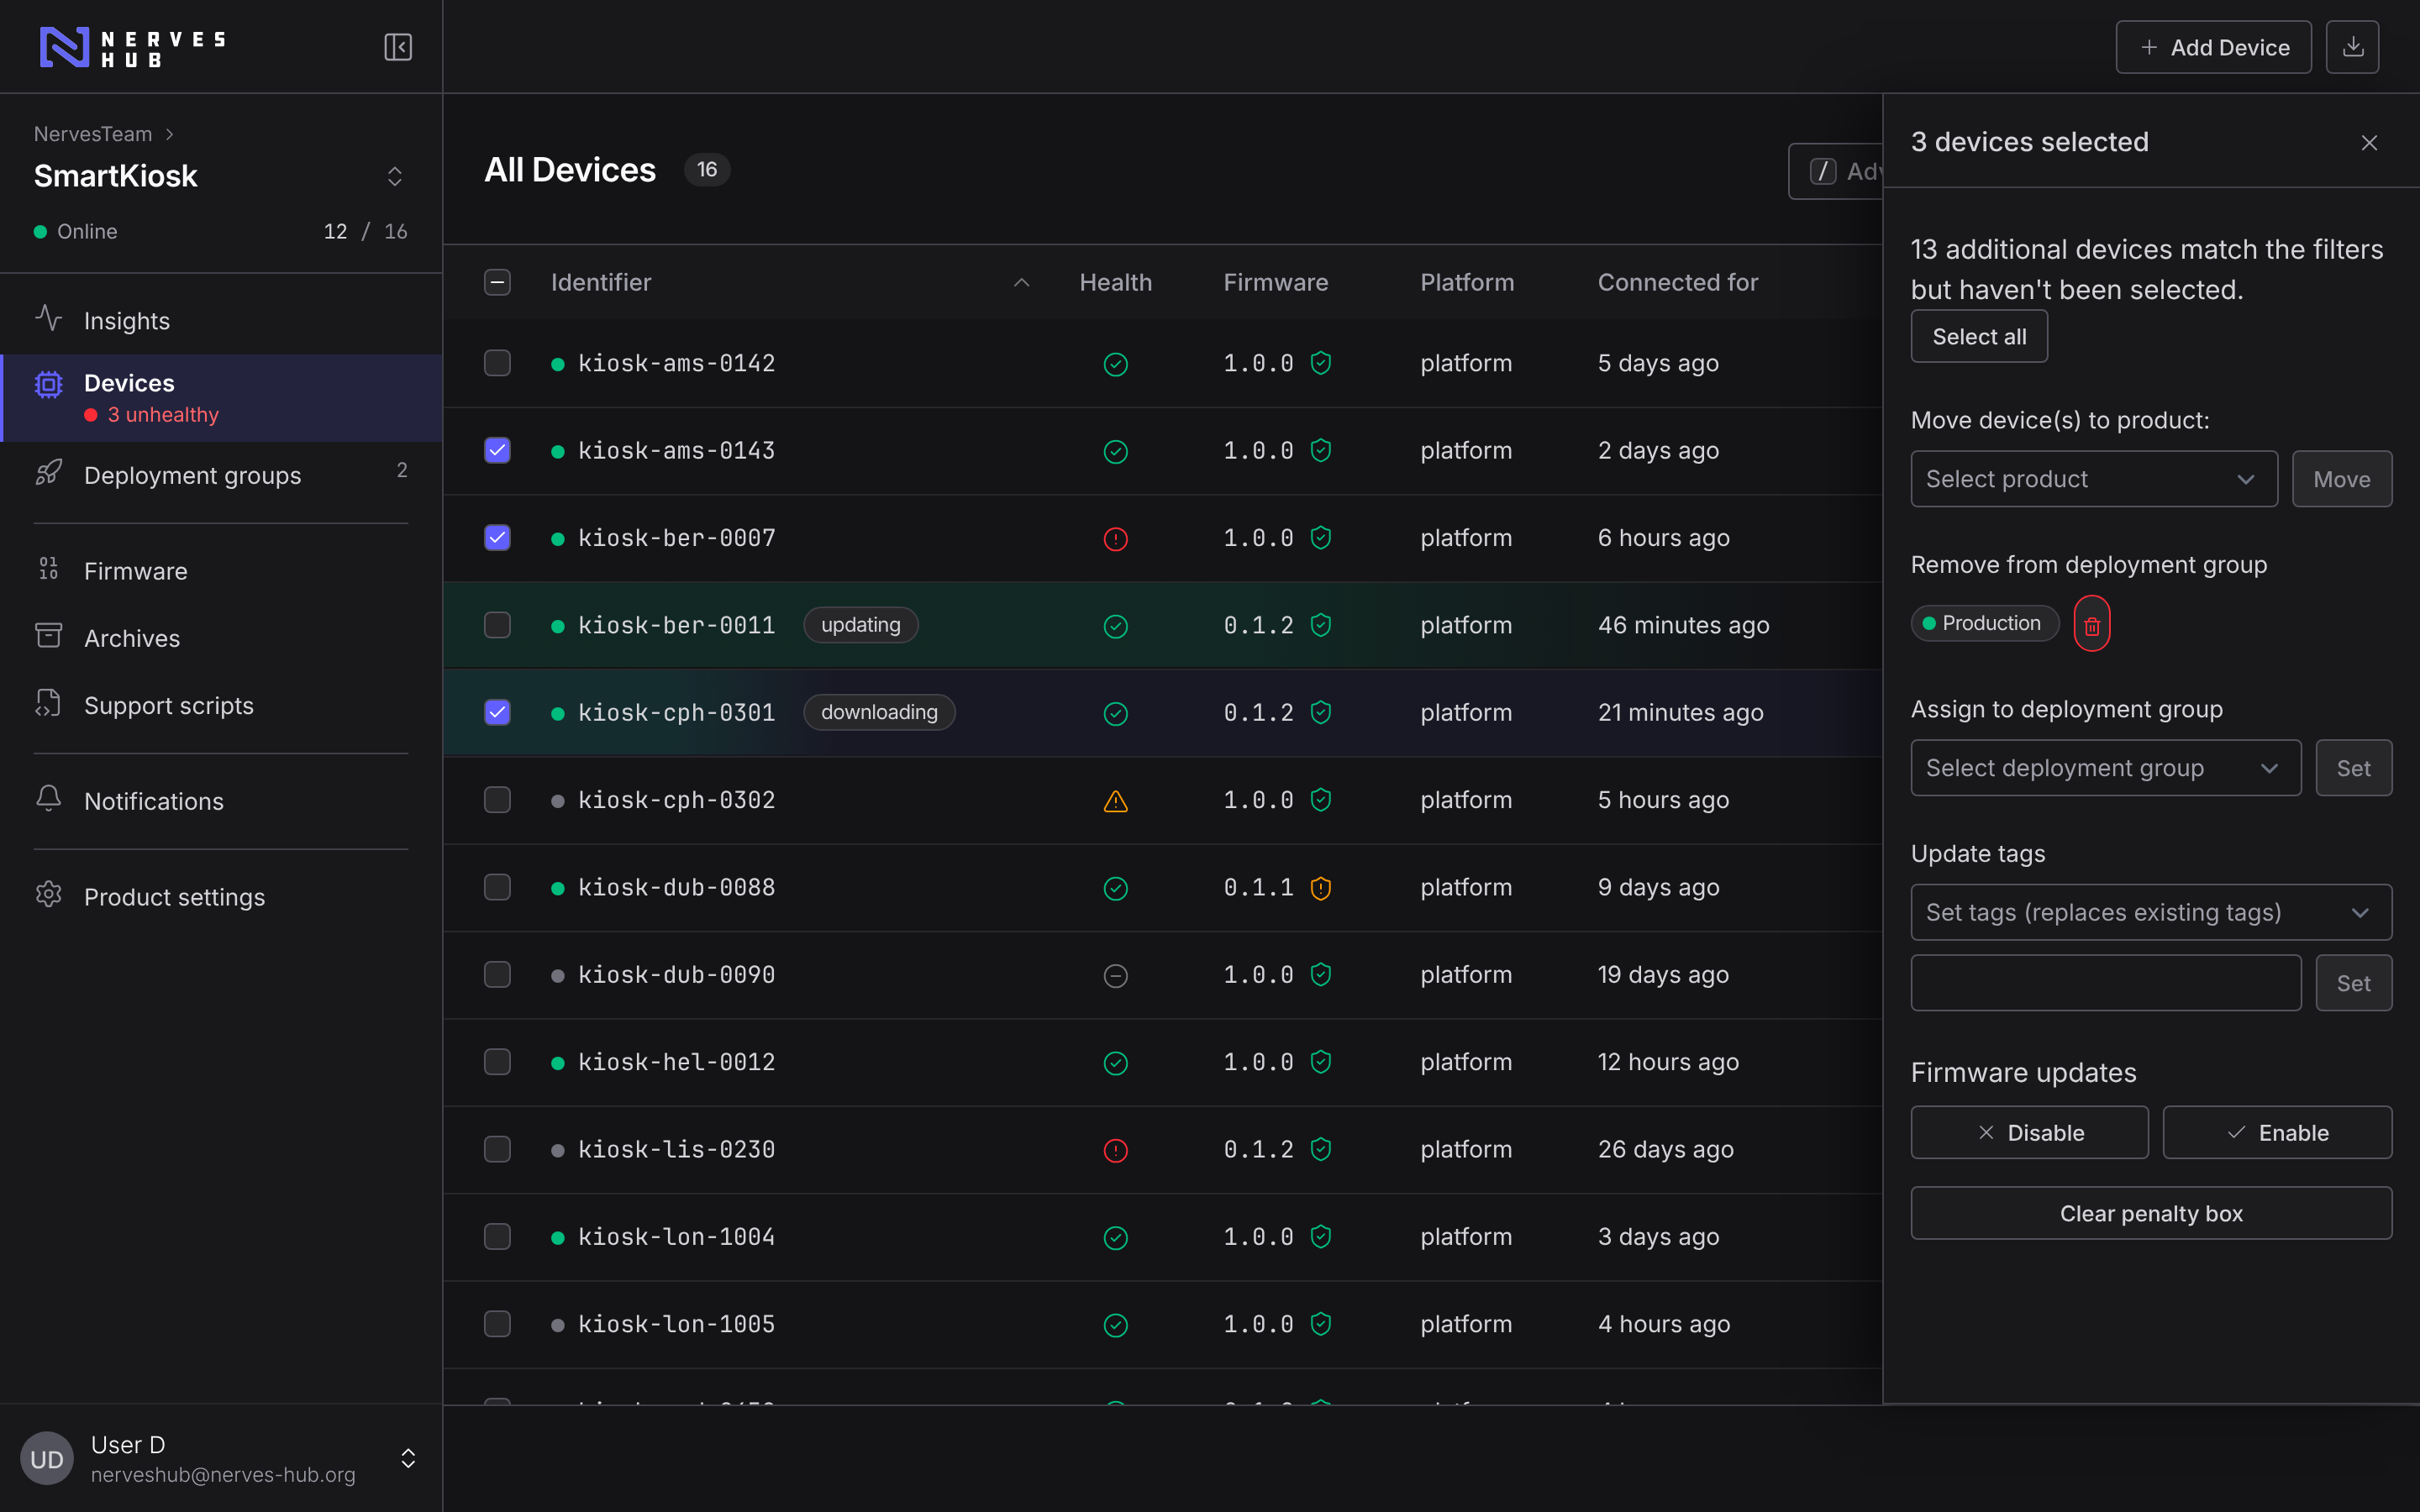 NERVES
HUB
Add Device
NervesTeam
SmartKiosk
Online 12 / 16
Insights
Devices
3 unhealthy
Deployment groups 2
Firmware
Archives
Support scripts
Notifications
Product settings
UD
User D
nerveshub@nerves-hub.org
All Devices 16
/
Identifier Health Firmware Platform Connected for
kiosk-ams-0142 1.0.0 platform 5 days ago
kiosk-ams-0143 1.0.0 platform 2 days ago
kiosk-ber-0007 1.0.0 platform 6 hours ago
kiosk-ber-0011 updating 0.1.2 platform 46 minutes ago
kiosk-cph-0301 downloading 0.1.2 platform 21 minutes ago
kiosk-cph-0302 1.0.0 platform 5 hours ago
kiosk-dub-0088 0.1.1 platform 9 days ago
kiosk-dub-0090 1.0.0 platform 19 days ago
kiosk-hel-0012 1.0.0 platform 12 hours ago
kiosk-lis-0230 0.1.2 platform 26 days ago
kiosk-lon-1004 1.0.0 platform 3 days ago
kiosk-lon-1005 1.0.0 platform 4 hours ago
3 devices selected
13 additional devices match the filters
but haven't been selected.
Select all
Move device(s) to product:
Select product Move
Remove from deployment group
Production
Assign to deployment group
Select deployment group Set
Update tags
Set tags (replaces existing tags)
Set
Firmware updates
Disable Enable
Clear penalty box